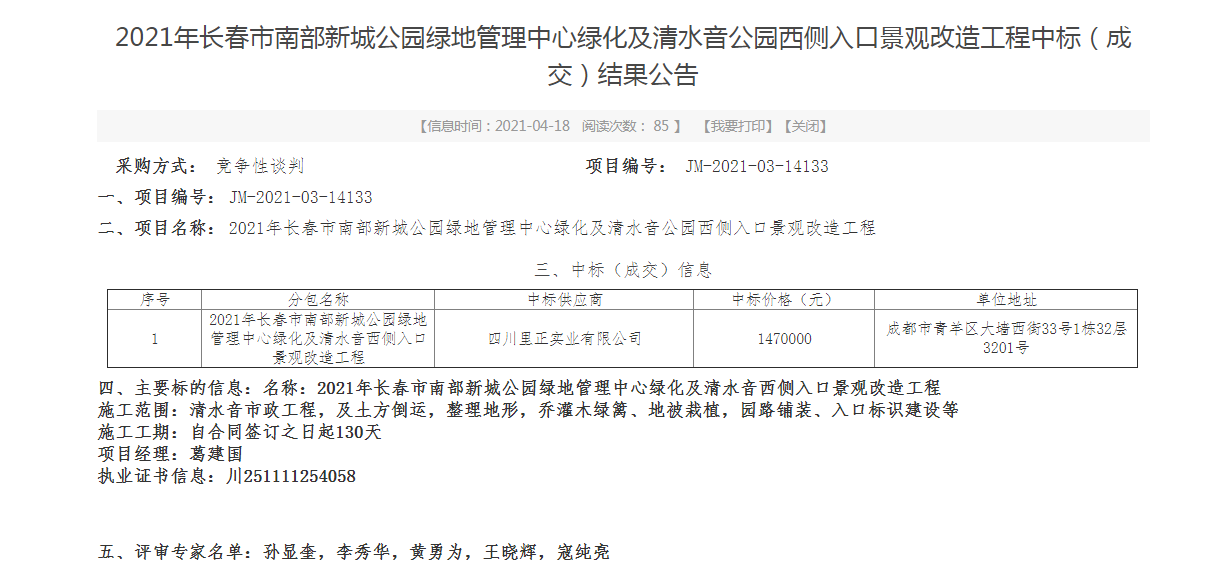 2021年长春市南部新城公园绿地管理中心绿化及清水音公园西侧入口景观改造工程中标（成
交）结果公告
【信息时间：2021-04-18 阅读次数： 85 】 【我要打印】【关闭】
采购方式： 竞争性谈判 项目编号： JM-2021-03-14133
一、项目编号： JM-2021-03-14133
二、项目名称： 2021年长春市南部新城公园绿地管理中心绿化及清水音公园西侧入口景观改造工程
三、中标（成交）信息
序号 分包名称 中标供应商 中标价格（元） 单位地址
2021年长春市南部新城公园绿地
管理中心绿化及清水音西侧入口
景观改造工程
1 四川里正实业有限公司 1470000
成都市青羊区大墙西街33号1栋32层
3201号
四、主要标的信息：名称：2021年长春市南部新城公园绿地管理中心绿化及清水音西侧入口景观改造工程
施工范围：清水音市政工程，及土方倒运，整理地形，乔灌木绿篱、地被栽植，园路铺装、入口标识建设等
施工工期：自合同签订之日起130天
项目经理：葛建国
执业证书信息：川251111254058
五、评审专家名单：孙显奎，李秀华，黄勇为，王晓辉，寇纯亮